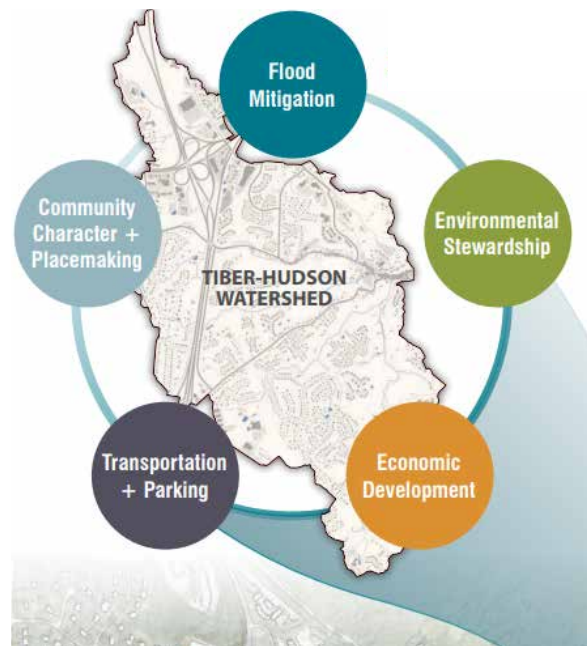 Flood
Mitigation
Community
Character +
Placemaking
Environmental
Stewardship
TIBER-HUDSON
WATERSHED
Transportation
+ Parking
Economic
Development